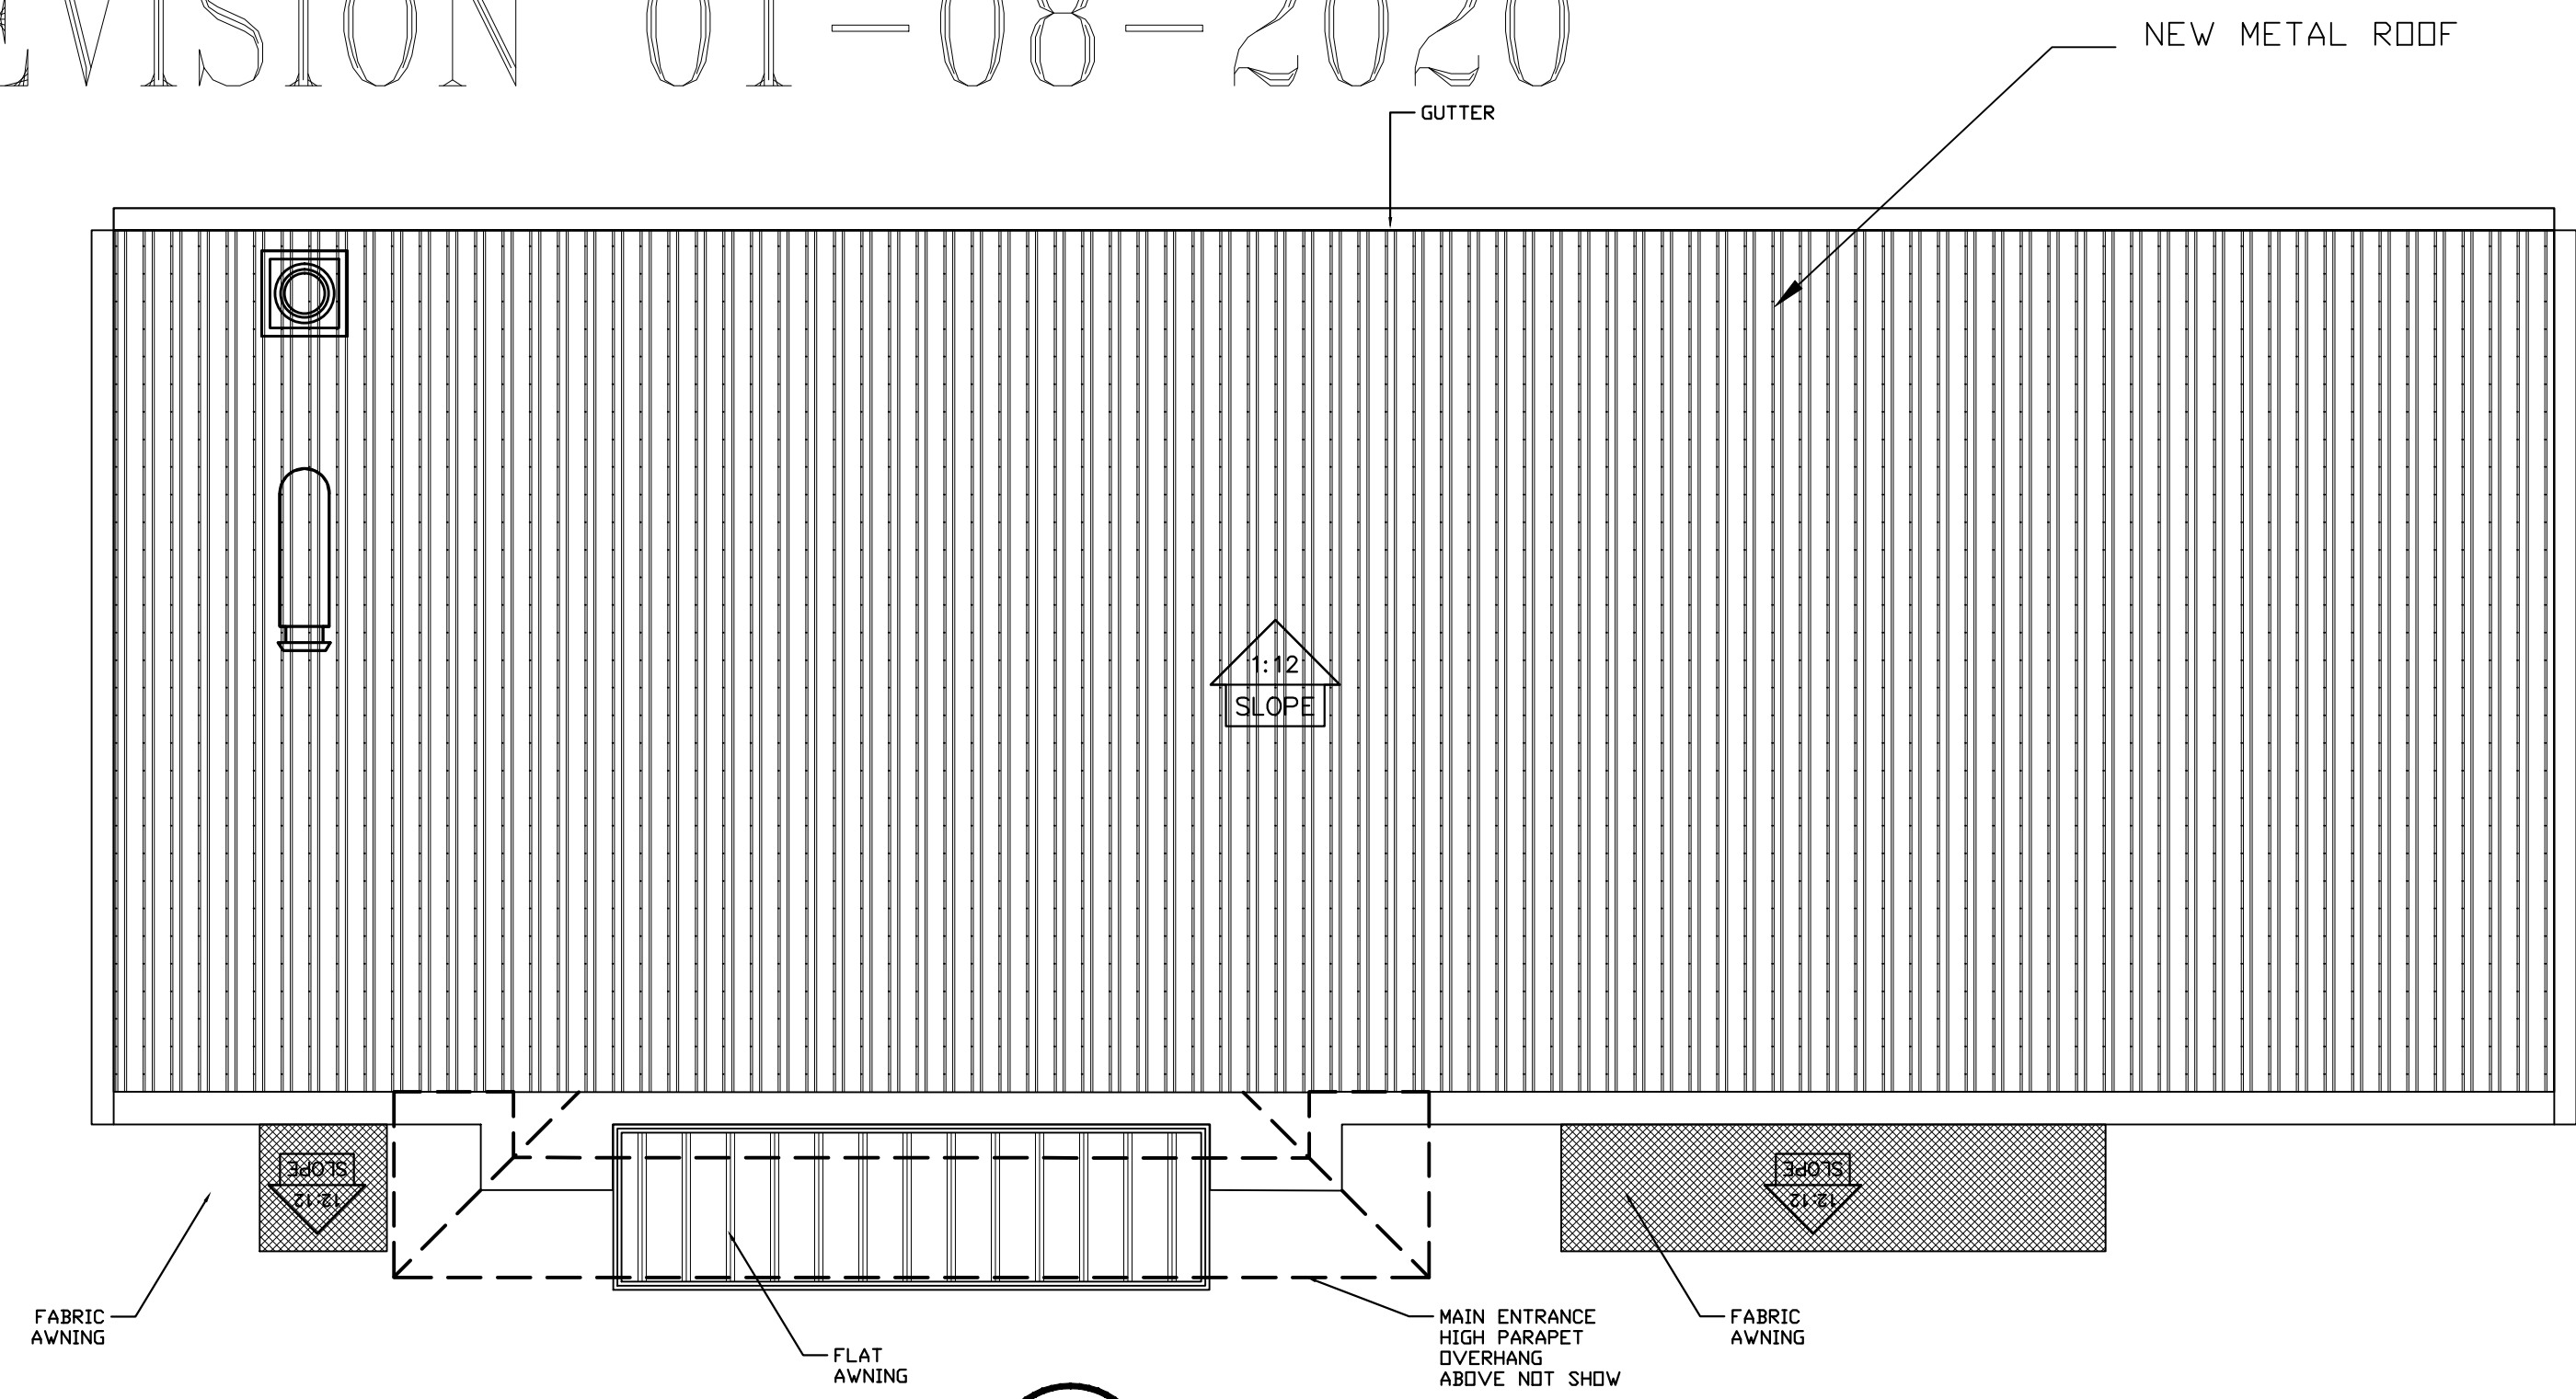 EVISION 01-08-2020
NEW METAL ROOF
GUTTER
1:12
SLOPE
SLOPE
12:12
SLOPE
12:12
FABRIC
AWNING
FLAT
AWNING
MAIN ENTRANCE
HIGH PARAPET
OVERHANG
ABOVE NOT SHOW
FABRIC
AWNING